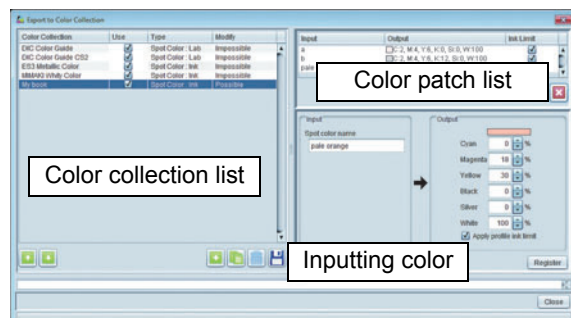 Export to Color Collection
Color Collection Use Type Modify
DIC Color Guide Spot Color : Lab Impossible
DIC Color Guide CS2 Spot Color : Lab Impossible
ES3 Metallic Color Spot Color : Ink Impossible
MIMAKI Whity Color Spot Color : Ink Impossible
My book Spot Color : Ink Possible
Color collection list
Input Output Ink Limit
a C:2, M:4, Y:6, K:0, Si:0, W:100
b C:2, M:4, Y:6, K:12, Si:0, W:100
pale
Color patch list
Input
Spot color name
pale orange
Output
Cyan 0 %
Magenta 18 %
Yellow 30 %
Black 0 %
Silver 0 %
White 100 %
Apply profile ink limit
Inputting color
Register
Close